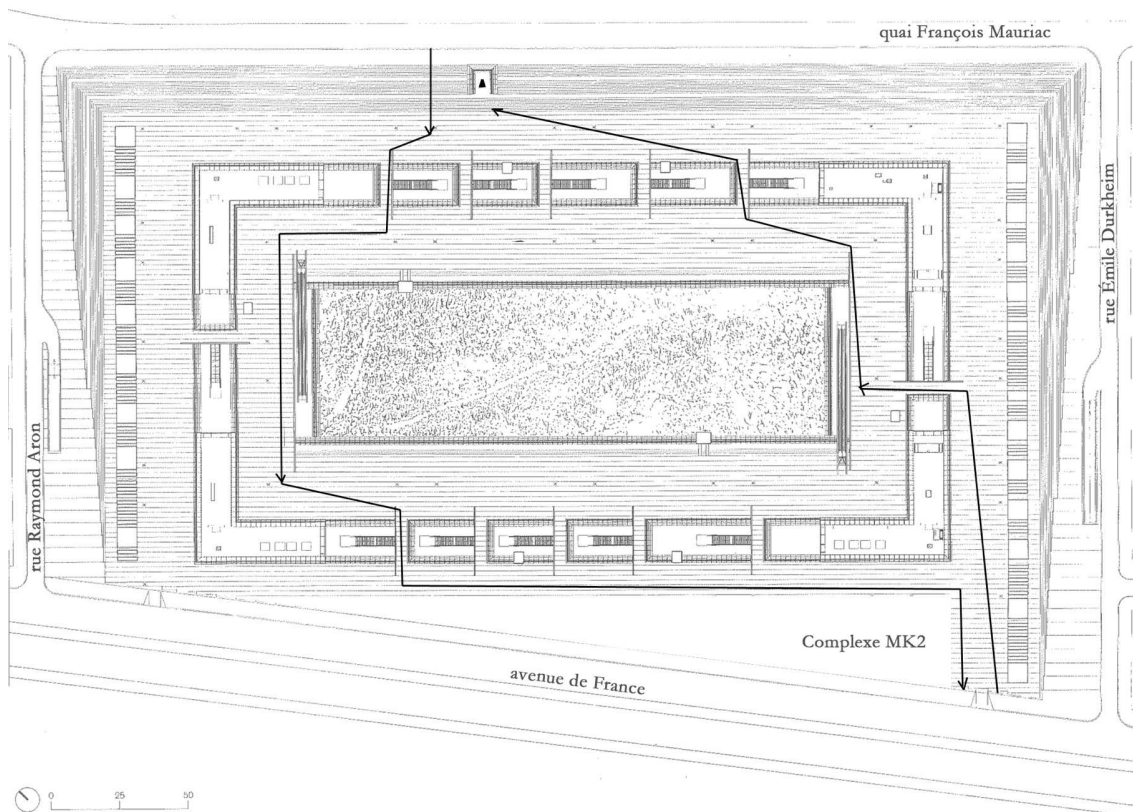 quai François Mauriac
rue Émile Durkheim
rue Raymond Aron
Complexe MK2
avenue de France
0 25 50